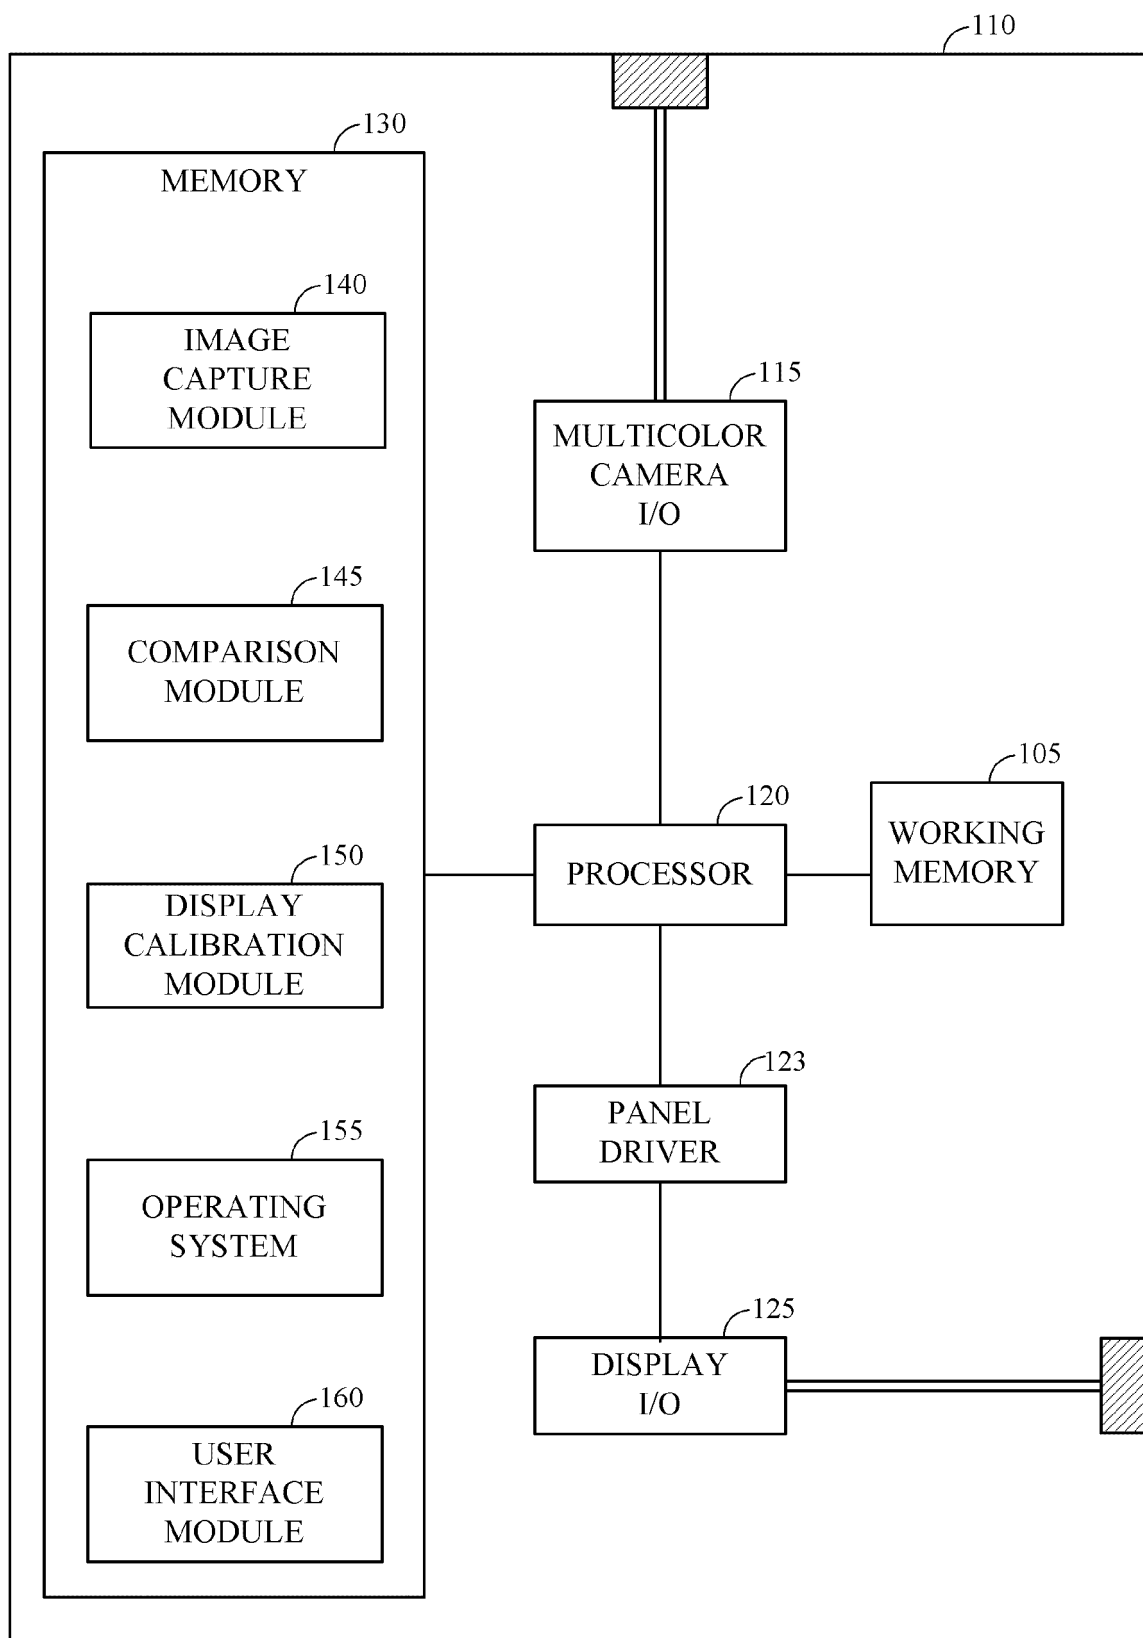 110
130
MEMORY
140
IMAGE
CAPTURE
MODULE
145
COMPARISON
MODULE
150
DISPLAY
CALIBRATION
MODULE
155
OPERATING
SYSTEM
160
USER
INTERFACE
MODULE
115
MULTICOLOR
CAMERA
I/O
120
PROCESSOR
105
WORKING
MEMORY
123
PANEL
DRIVER
125
DISPLAY
I/O